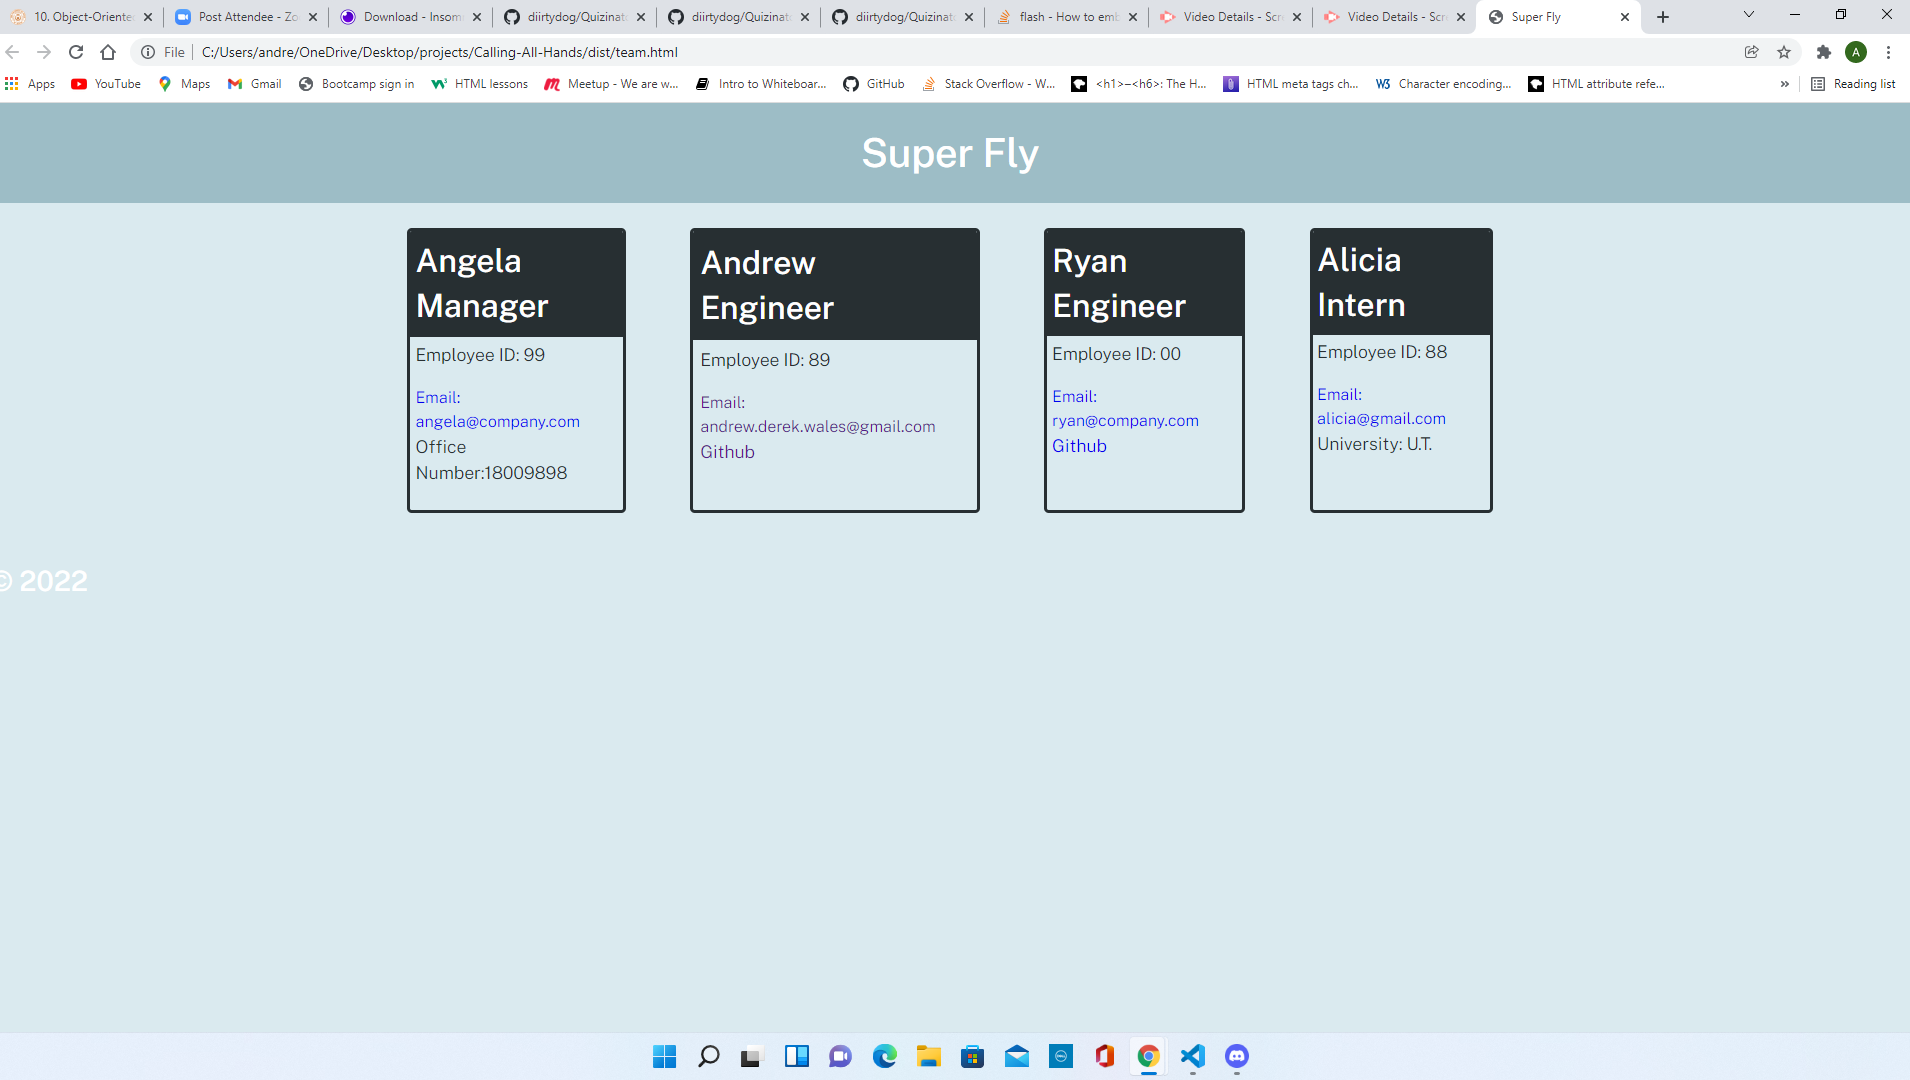 10. Object-Oriente
Post Attendee - Zo
Download - Insom
diirtydog/Quizinat
diirtydog/Quizinat
diirtydog/Quizinat
flash - How to emb
Video Details - Scr
Video Details - Scr
Super Fly
File
C:/Users/andre/OneDrive/Desktop/projects/Calling-All-Hands/dist/team.html
A
Apps
YouTube
Maps
Gmail
Bootcamp sign in
HTML lessons
Meetup - We are w...
Intro to Whiteboar...
GitHub
Stack Overflow - W...
<h1>–<h6>: The H...
HTML meta tags ch...
Character encoding...
HTML attribute refe...
»
Reading list
Super Fly
Angela
Manager
Employee ID: 99
Email:
angela@company.com
Office
Number:18009898
Andrew
Engineer
Employee ID: 89
Email:
andrew.derek.wales@gmail.com
Github
Ryan
Engineer
Employee ID: 00
Email:
ryan@company.com
Github
Alicia
Intern
Employee ID: 88
Email:
alicia@gmail.com
University: U.T.
© 2022